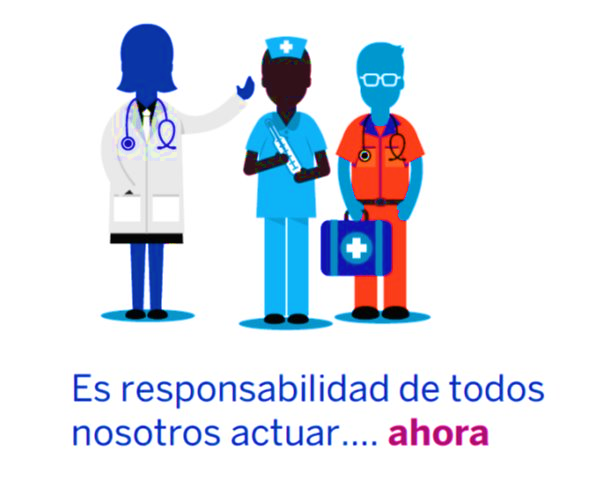 Es responsabilidad de todos
nosotros actuar.... ahora